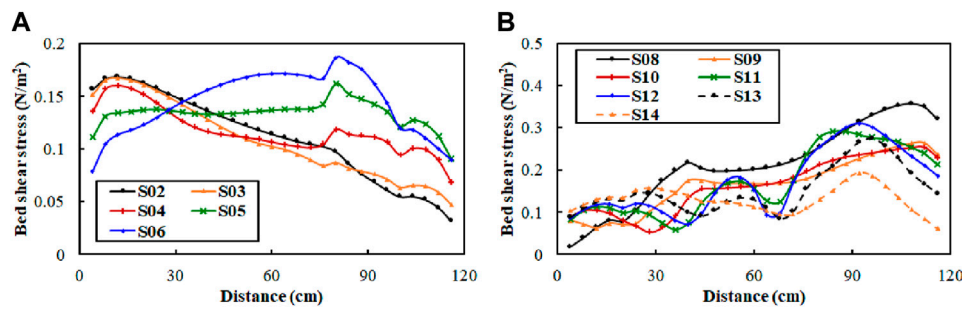 A
Bed shear stress (N/m²)
0.2
0.15
0.1
0.05
0
S02
S03
S04
S05
S06
0
30
60
90
120
Distance (cm)
B
Bed shear stress (N/m²)
0.5
0.4
0.3
0.2
0.1
0
S08
S09
S10
S11
S12
S13
S14
0
30
60
90
120
Distance (cm)